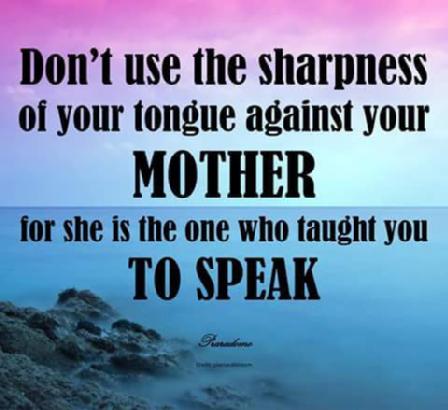 Don't use the sharpness
of your tongue against your
MOTHER
for she is the one who taught you
TO SPEAK